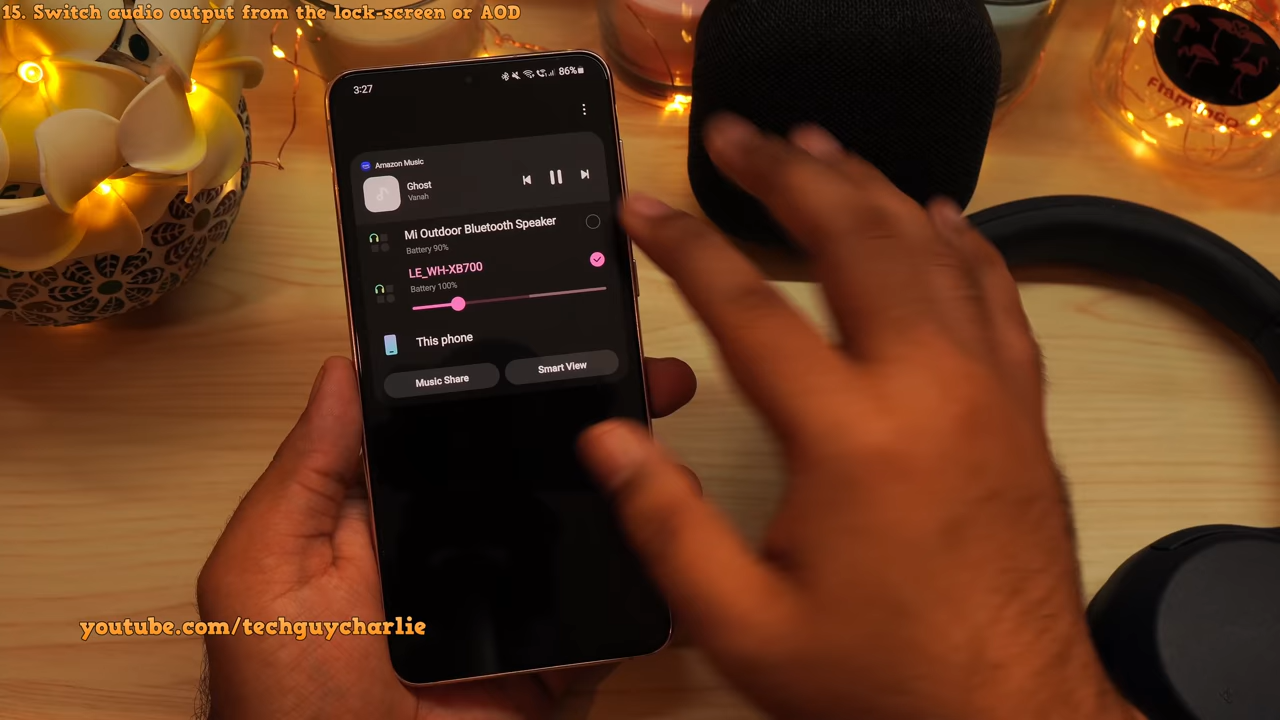 15. Switch audio output from the lock-screen or AOD
3:27
86%
Amazon Music
Ghost
Vanah
Mi Outdoor Bluetooth Speaker
Battery 90%
LE_WH-XB700
Battery 100%
This phone
Music Share
Smart View
Flamingo
youtube.com/techguycharlie